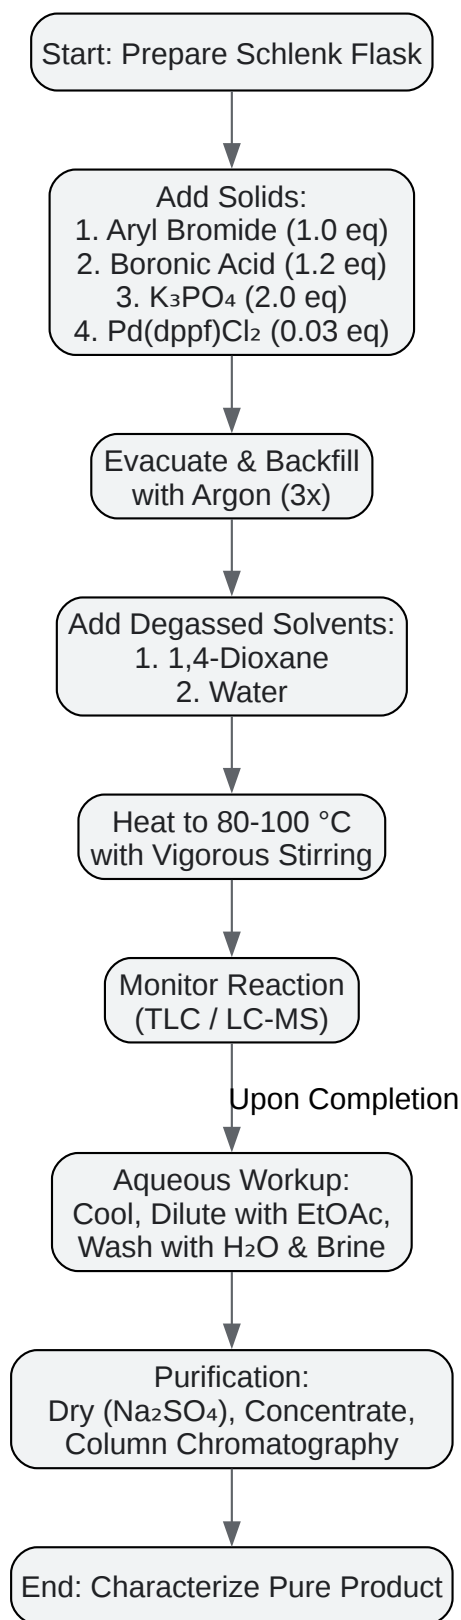 Start: Prepare Schlenk Flask
Add Solids:
1. Aryl Bromide (1.0 eq)
2. Boronic Acid (1.2 eq)
3. K₃PO₄ (2.0 eq)
4. Pd(dppf)Cl₂ (0.03 eq)
Evacuate & Backfill
with Argon (3x)
Add Degassed Solvents:
1. 1,4-Dioxane
2. Water
Heat to 80-100 °C
with Vigorous Stirring
Monitor Reaction
(TLC / LC-MS)
Upon Completion
Aqueous Workup:
Cool, Dilute with EtOAc,
Wash with H₂O & Brine
Purification:
Dry (Na₂SO₄), Concentrate,
Column Chromatography
End: Characterize Pure Product